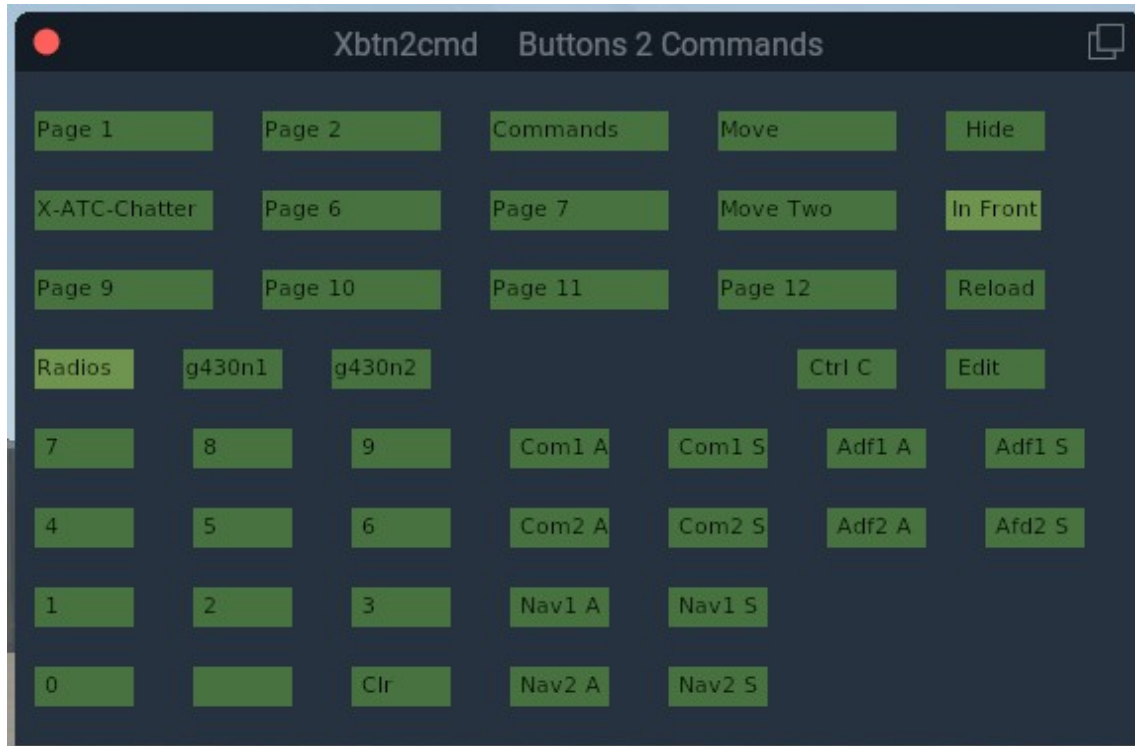 Xbtn2cmd Buttons 2 Commands
Page 1 Page 2 Commands Move Hide
X-ATC-Chatter Page 6 Page 7 Move Two In Front
Page 9 Page 10 Page 11 Page 12 Reload
Radios g430n1 g430n2 Ctrl C Edit
7 8 9 Com1 A Com1 S Adf1 A Adf1 S
4 5 6 Com2 A Com2 S Adf2 A Afd2 S
1 2 3 Nav1 A Nav1 S
0 Clr Nav2 A Nav2 S